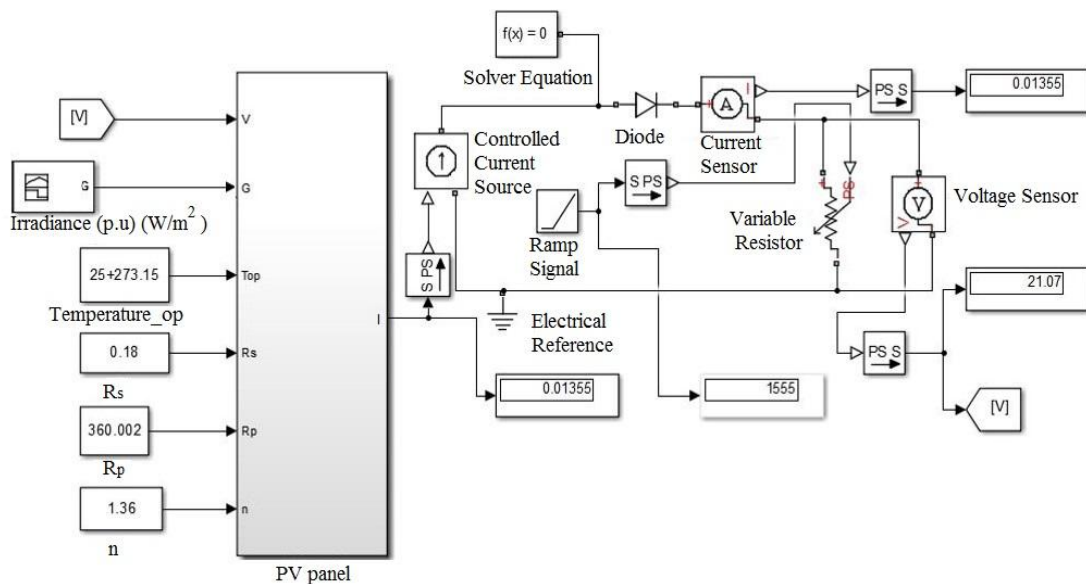 f(x) = 0
Solver Equation
[V]
V
G
G
Irradiance (p.u) (W/m²)
25+273.15
Top
Temperature_op
0.18
Rs
Rs
360.002
Rp
Rp
1.36
n
n
I
PV panel
Controlled
Current
Source
S PS
Diode
+
A
I
Current
Sensor
PS S
0.01355
S PS
Ramp
Signal
+
PS
Variable
Resistor
+
V
V
Voltage Sensor
21.07
Electrical
Reference
PS S
0.01355
1555
[V]